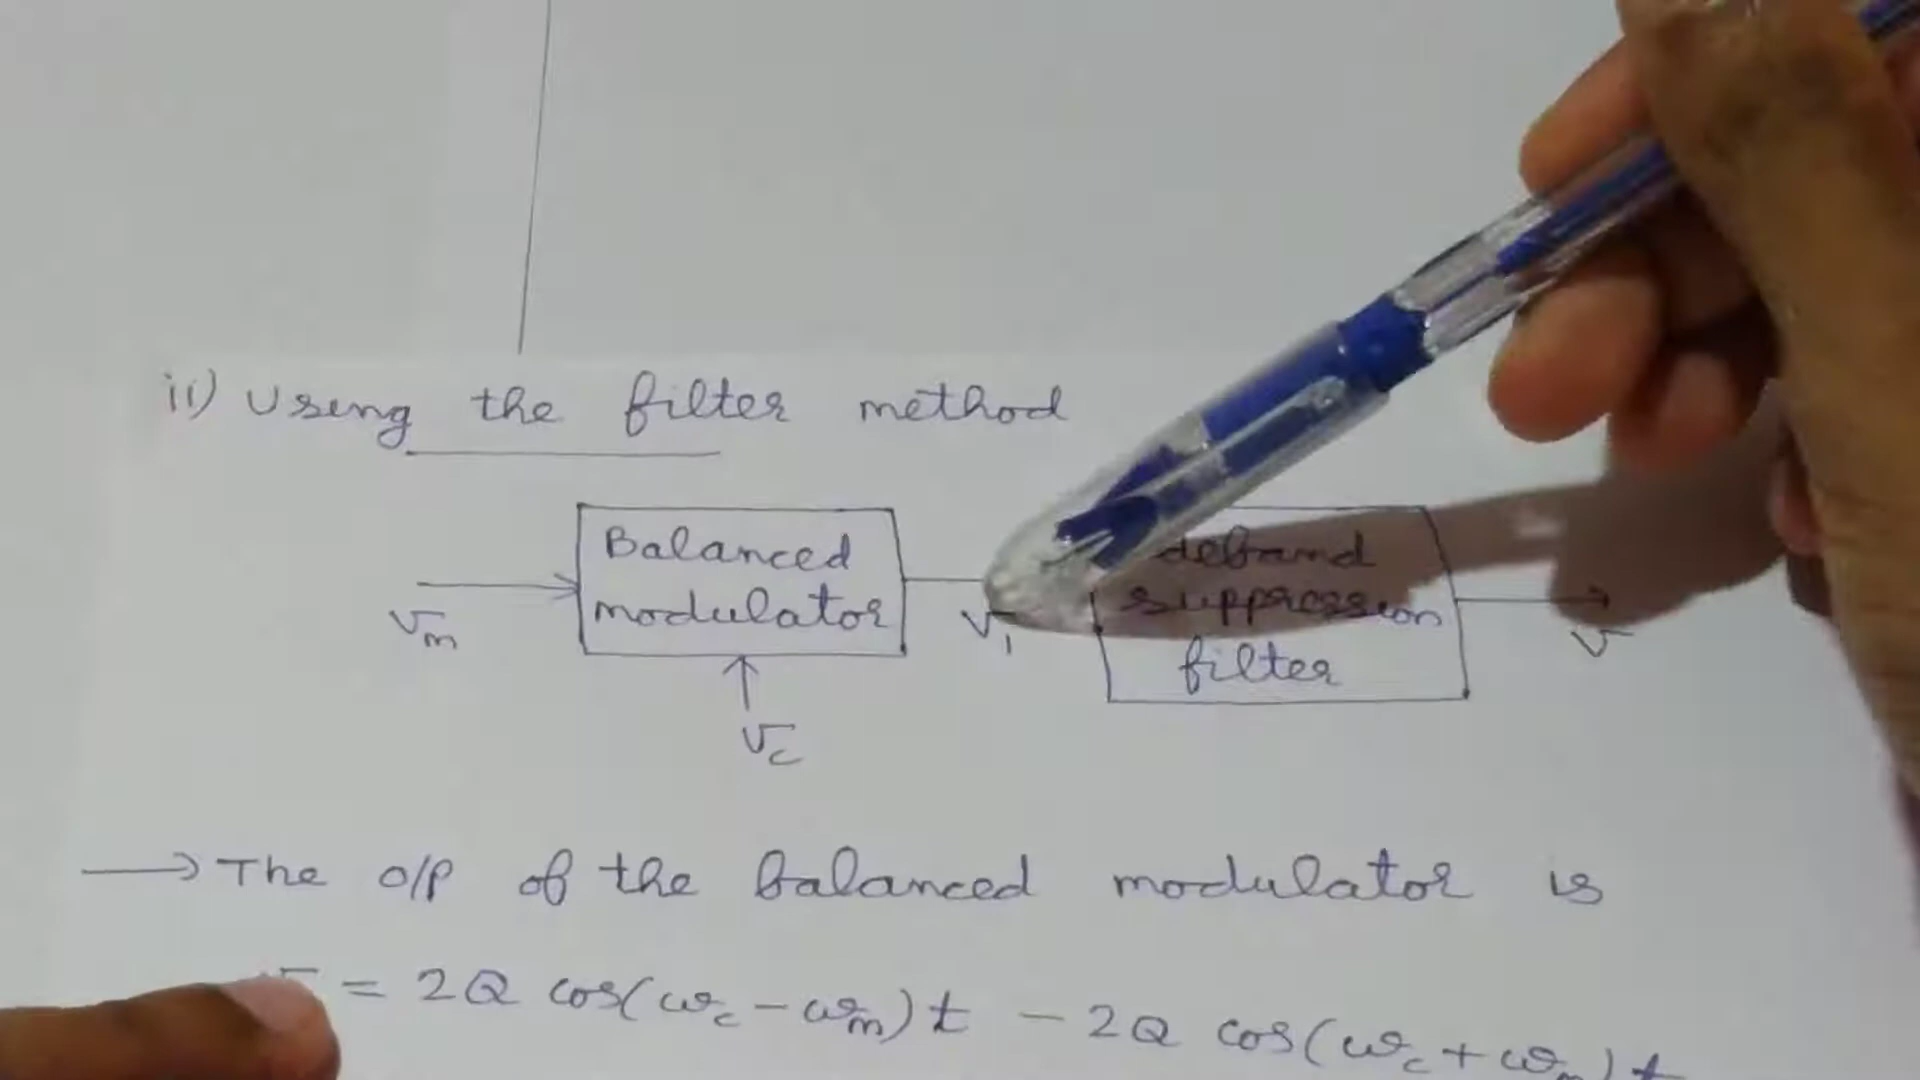 ii) Using the filter method
Balanced
modulator
suppression
filter
Vm
V1
V
Vc
→ The o/p of the balanced modulator is
= 2Q cos(ωc - ωm)t - 2Q cos(ωc + ωm)t